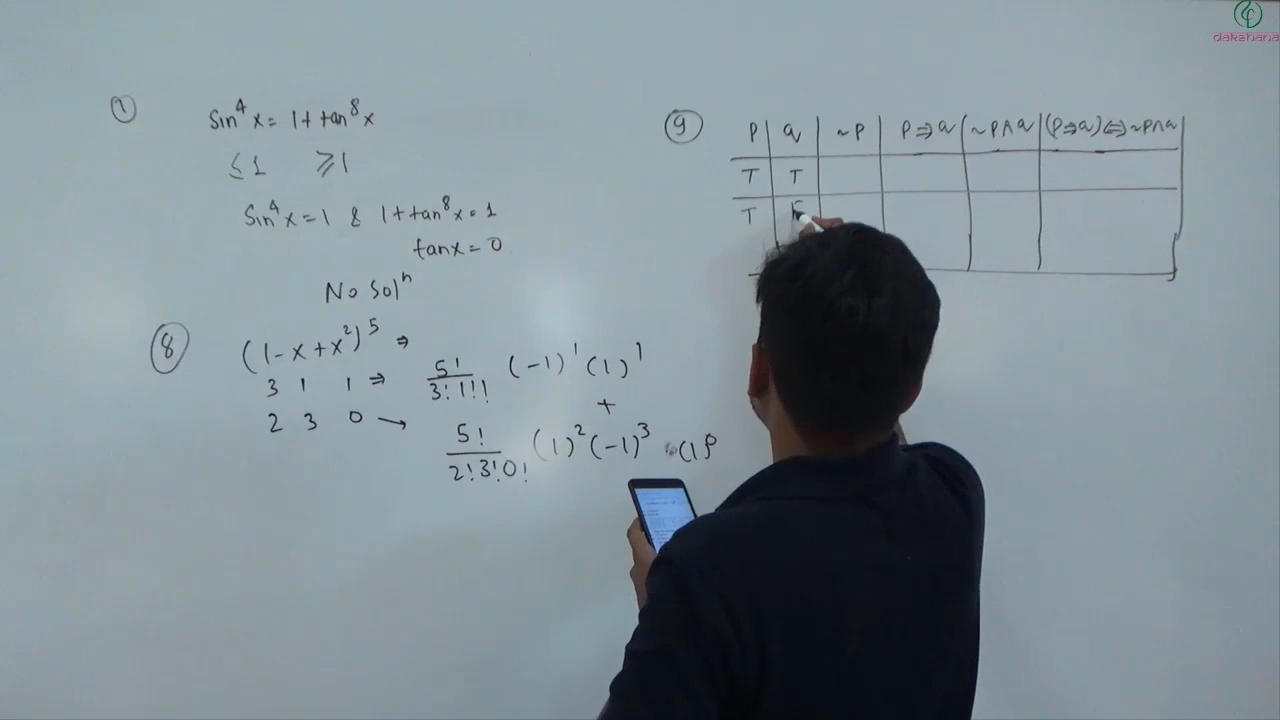 dakshana
① sin⁴x = 1 + tan⁸x
≤1 ≥1
sin⁴x = 1 & 1 + tan⁸x = 1
tanx = 0
No Solⁿ
⑧ (1 - x + x²)⁵ ⇒
3 1 1 ⇒ 5!/3!1!1! (-1)¹ (1)¹
+
2 3 0 → 5!/2!3!0! (1)² (-1)³ (1)⁰
⑨ P | q | ~P | P ⇒ q | ~P ∧ q | (P ⇒ q) ⇔ ~P ∧ q
T | T
T | F